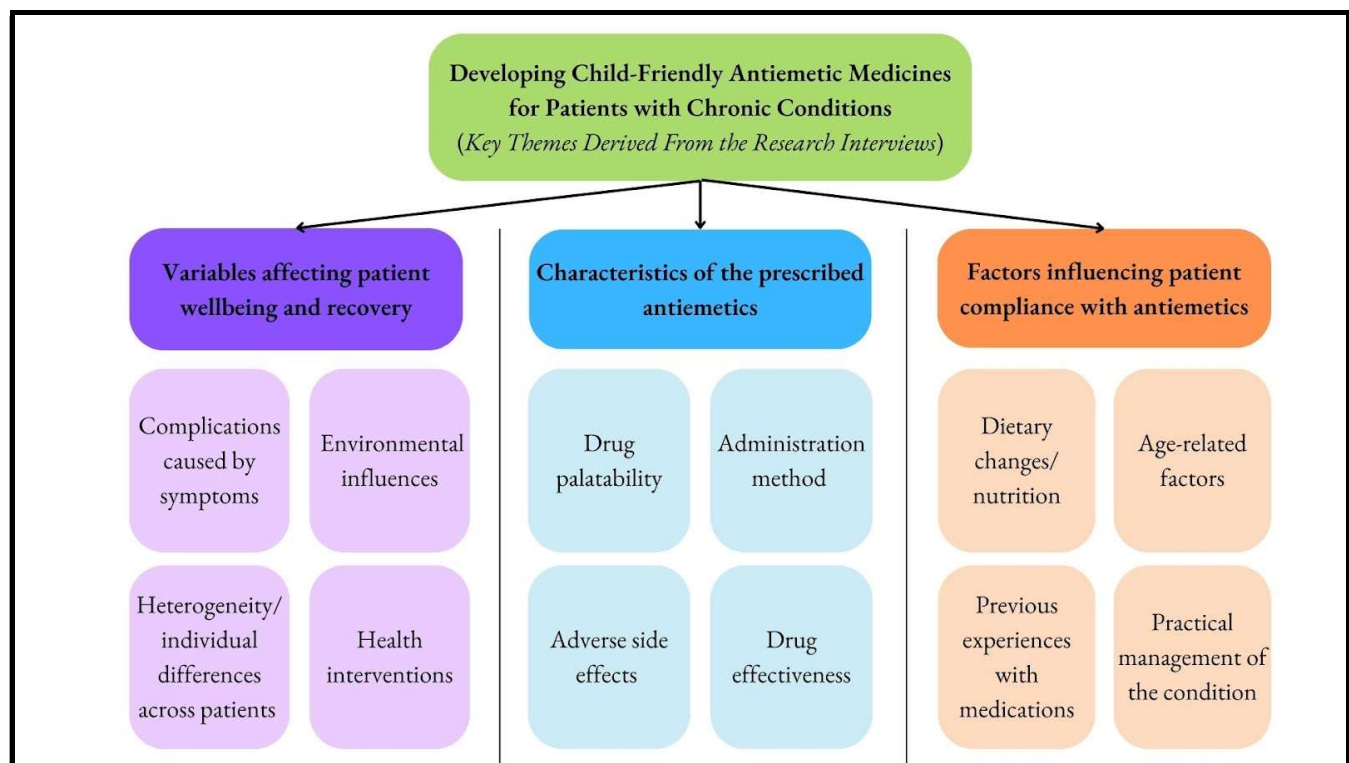 Developing Child-Friendly Antiemetic Medicines
for Patients with Chronic Conditions
(Key Themes Derived From the Research Interviews)
Variables affecting patient
wellbeing and recovery
Complications
caused by
symptoms
Environmental
influences
Heterogeneity/
individual
differences
across patients
Health
interventions
Characteristics of the prescribed
antiemetics
Drug
palatability
Administration
method
Adverse side
effects
Drug
effectiveness
Factors influencing patient
compliance with antiemetics
Dietary
changes/
nutrition
Age-related
factors
Previous
experiences
with
medications
Practical
management of
the condition